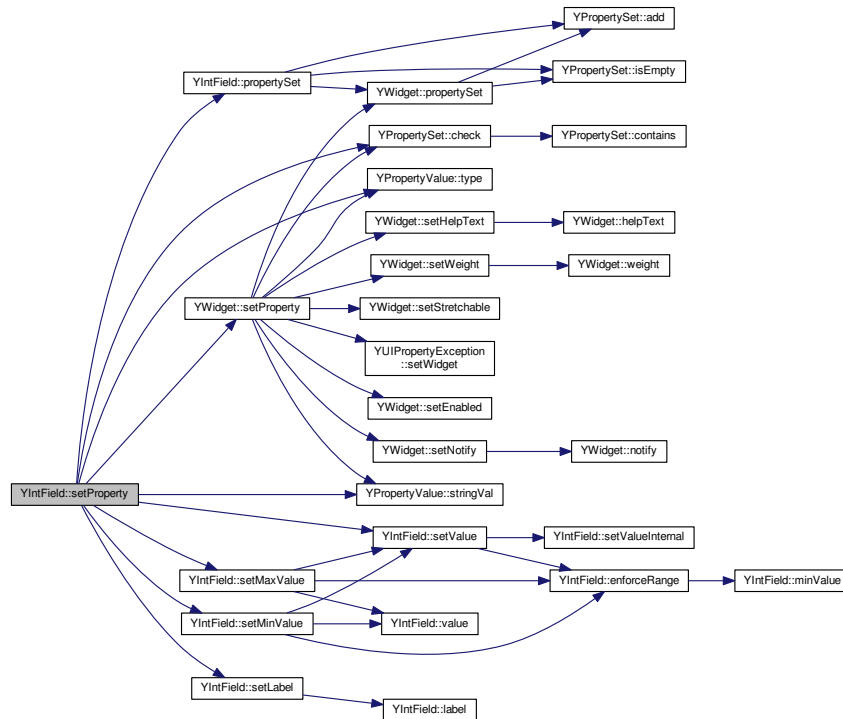 YPropertySet::add
YIntField::propertySet
YPropertySet::isEmpty
YWidget::propertySet
YPropertySet::check
YPropertySet::contains
YPropertyValue::type
YWidget::setHelpText
YWidget::helpText
YWidget::setWeight
YWidget::weight
YWidget::setProperty
YWidget::setStretchable
YUIPropertyException
::setWidget
YWidget::setEnabled
YWidget::setNotify
YWidget::notify
YIntField::setProperty
YPropertyValue::stringVal
YIntField::setValue
YIntField::setValueInternal
YIntField::setMaxValue
YIntField::enforceRange
YIntField::minValue
YIntField::setMinValue
YIntField::value
YIntField::setLabel
YIntField::label